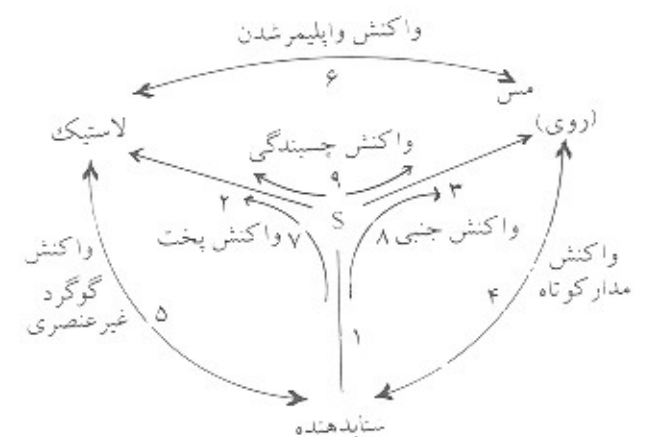 واکنش واپلیمر شدن
۶
مس
(روی)
لاستیک
واکنش چسبندگی
۹
۲
۳
S
واکنش پخت ۷
۸ واکنش جنبی
واکنش
گوگرد
غیرعنصری
۵
واکنش
مدار کوتاه
۴
۱
شتابدهنده